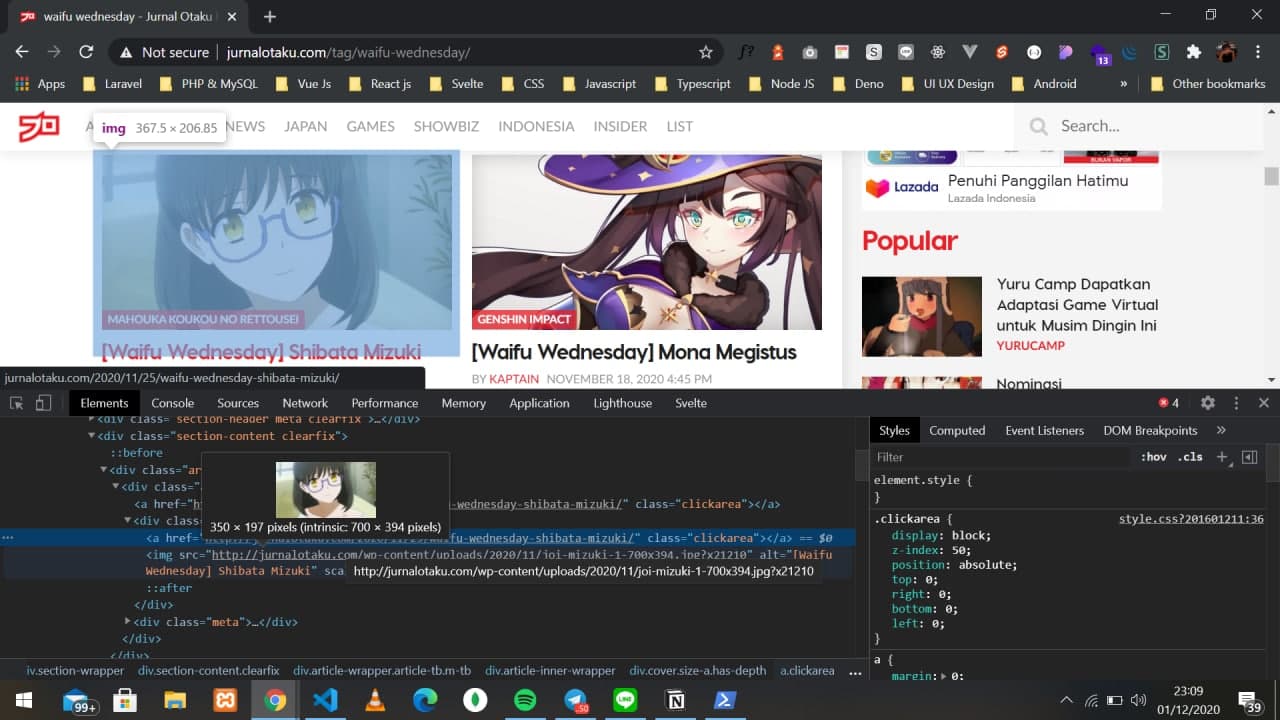 waifu wednesday - Jurnal Otaku
Not secure jurnalotaku.com/tag/waifu-wednesday/
13
Apps Laravel PHP & MySQL Vue Js React js Svelte CSS Javascript Typescript Node JS Deno UI UX Design Android » Other bookmarks
img 367.5 × 206.85
A NEWS JAPAN GAMES SHOWBIZ INDONESIA INSIDER LIST Search...
BUKAN VAPOR
Lazada Penuhi Panggilan Hatimu
Lazada Indonesia
Popular
Yuru Camp Dapatkan
Adaptasi Game Virtual
untuk Musim Dingin Ini
YURUCAMP
Nominasi
MAHOUKA KOUKOU NO RETTOUSEI
[Waifu Wednesday] Shibata Mizuki
GENSHIN IMPACT
[Waifu Wednesday] Mona Megistus
BY KAPTAIN NOVEMBER 18, 2020 4:45 PM
jurnalotaku.com/2020/11/25/waifu-wednesday-shibata-mizuki/
Elements Console Sources Network Performance Memory Application Lighthouse Svelte 4
<div class="section-header meta clearfix">…</div>
<div class="section-content clearfix">
::before
<div class="ar
<div class="
<a href="ht -wednesday-shibata-mizuki/" class="clickarea"></a>
<div class=
350 × 197 pixels (intrinsic: 700 × 394 pixels)
<a href="http://jurnalotaku.com/2020/11/25/waifu-wednesday-shibata-mizuki/" class="clickarea"></a> == $0
<img src="http://jurnalotaku.com/wp-content/uploads/2020/11/joi-mizuki-1-700x394.jpg?x21210" alt="[Waifu
Wednesday] Shibata Mizuki" sca
http://jurnalotaku.com/wp-content/uploads/2020/11/joi-mizuki-1-700x394.jpg?x21210
::after
</div>
<div class="meta">…</div>
</div>
</div>
iv.section-wrapper div.section-content.clearfix div.article-wrapper.article-tb.m-tb div.article-inner-wrapper div.cover.size-a.has-depth a.clickarea …
Styles Computed Event Listeners DOM Breakpoints »
Filter :hov .cls +
element.style {
}
.clickarea { style.css?201601211:36
display: block;
z-index: 50;
position: absolute;
top: 0;
right: 0;
bottom: 0;
left: 0;
}
a {
margin: 0;
99+
50
23:09
01/12/2020
39